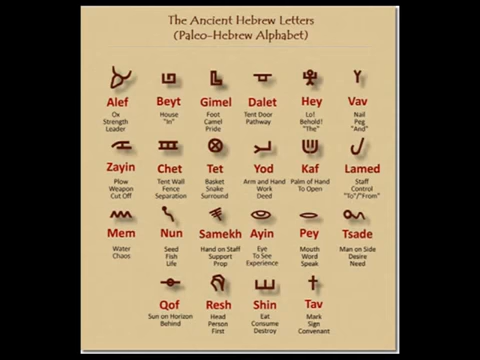 The Ancient Hebrew Letters
(Paleo-Hebrew Alphabet)
Alef Beyt Gimel Dalet Hey Vav
Ox House Foot Tent Door Lo! Nail
Strength "In" Camel Pathway Behold! Peg
Leader Pride "The" "And"
Zayin Chet Tet Yod Kaf Lamed
Plow Tent Wall Basket Arm and Hand Palm of Hand Staff
Weapon Fence Snake Work To Open Control
Cut Off Separation Surround Deed "To"/"From"
Mem Nun Samekh Ayin Pey Tsade
Water Seed Hand on Staff Eye Mouth Man on Side
Chaos Fish Support To See Word Desire
Life Prop Experience Speak Need
Qof Resh Shin Tav
Sun on Horizon Head Eat Mark
Behind Person Consume Sign
First Destroy Convenant